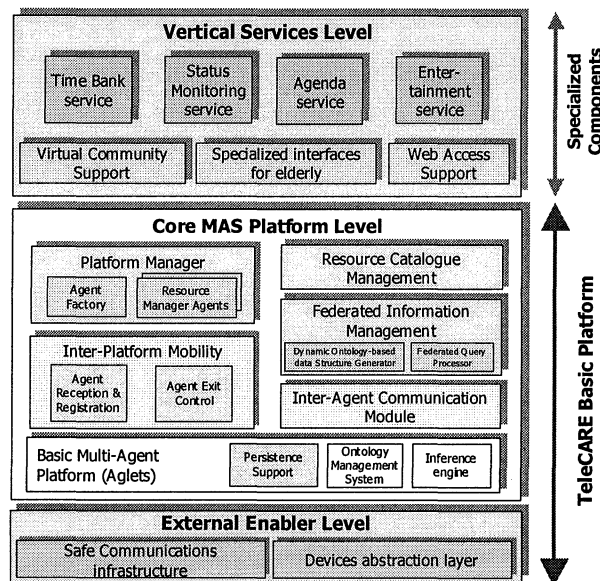 Vertical Services Level
Time Bank
service
Status
Monitoring
service
Agenda
service
Enter-
tainment
service
Virtual Community
Support
Specialized interfaces
for elderly
Web Access
Support
Specialized
Components
Core MAS Platform Level
Platform Manager
Agent
Factory
Resource
Manager Agents
Resource Catalogue
Management
Federated Information
Management
Dynamic Ontology-based
data Structure Generator
Federated Query
Processor
Inter-Platform Mobility
Agent
Reception &
Registration
Agent Exit
Control
Inter-Agent Communication
Module
Basic Multi-Agent
Platform (Aglets)
Persistence
Support
Ontology
Management
System
Inference
engine
TeleCARE Basic Platform
External Enabler Level
Safe Communications
infrastructure
Devices abstraction layer